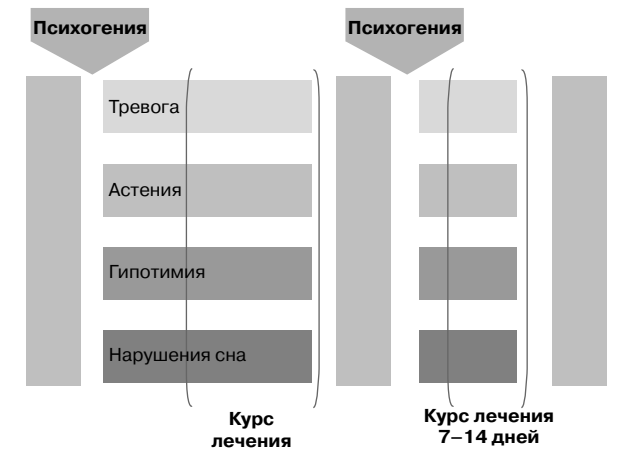 Психогения
Психогения
Тревога
Астения
Гипотимия
Нарушения сна
Курс
лечения
Курс лечения
7–14 дней